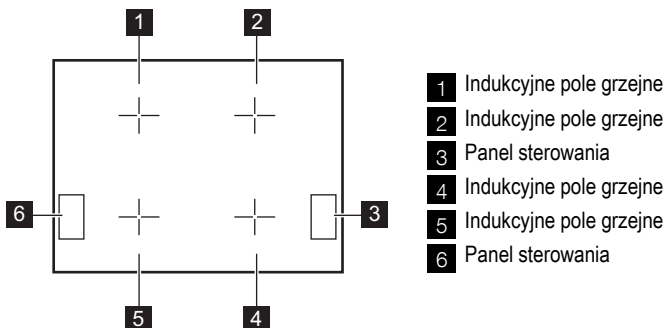 1 2
1 Indukcyjne pole grzejne
2 Indukcyjne pole grzejne
3 Panel sterowania
4 Indukcyjne pole grzejne
5 Indukcyjne pole grzejne
6 Panel sterowania
6 3
5 4